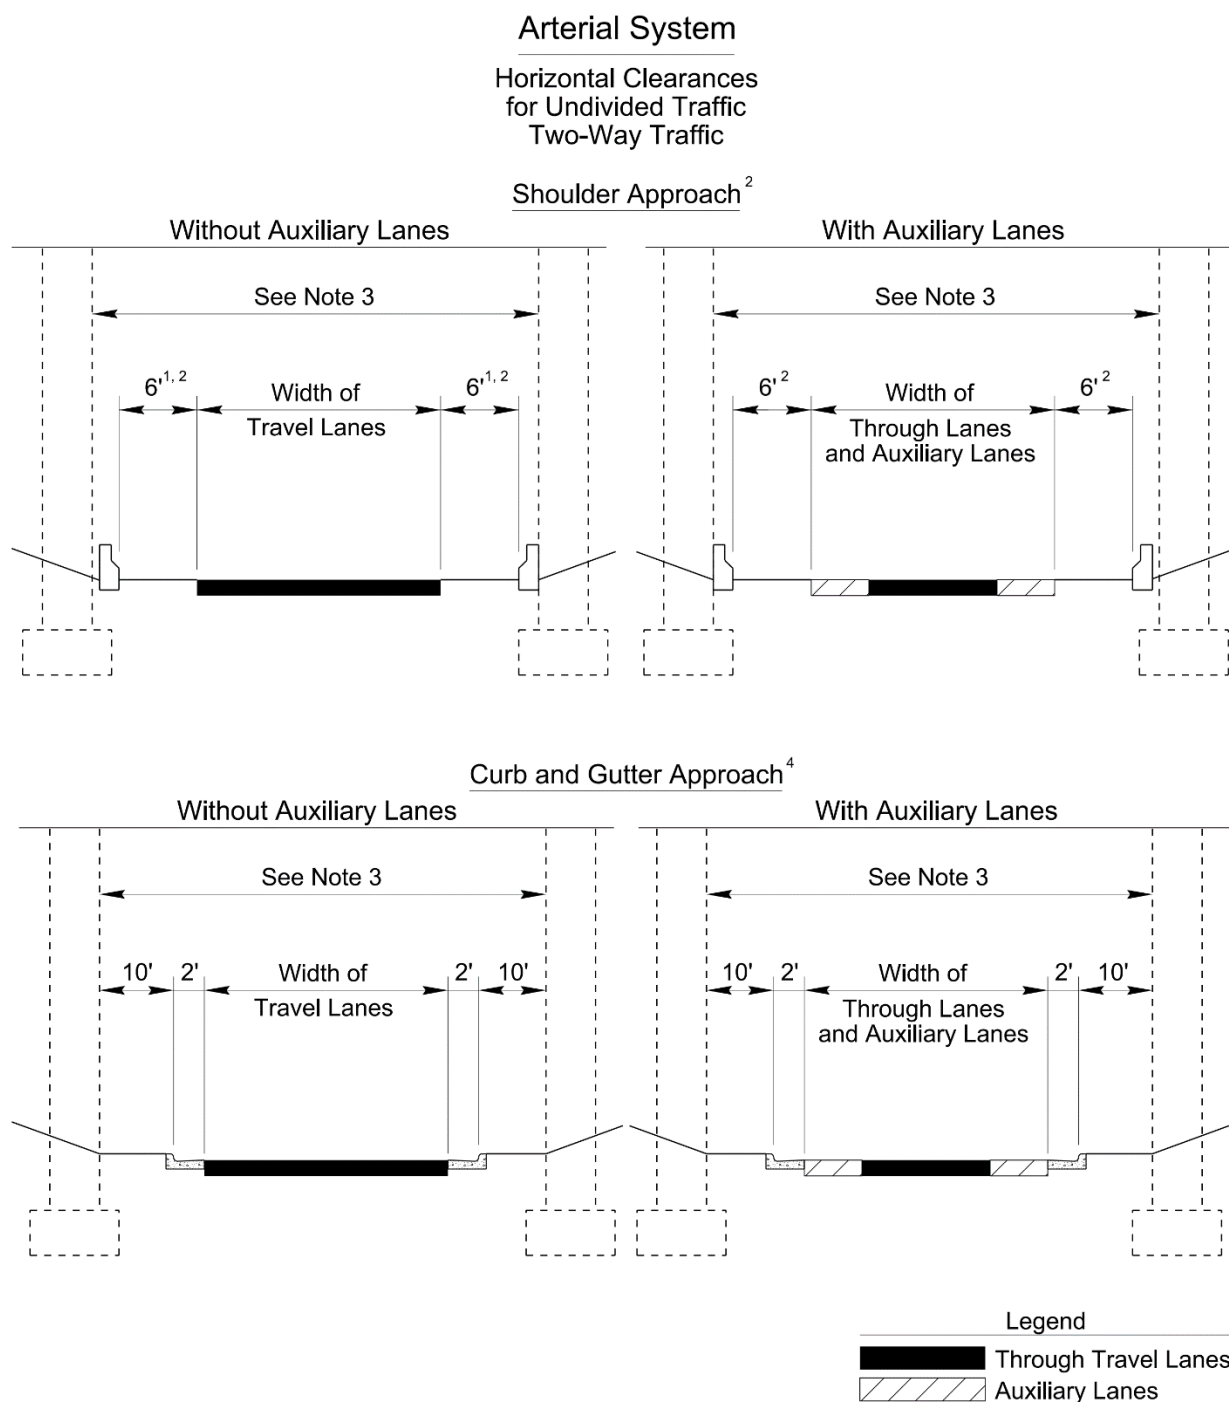 Arterial System
Horizontal Clearances
for Undivided Traffic
Two-Way Traffic
Shoulder Approach 2
Without Auxiliary Lanes
See Note 3
6' 1, 2
Width of
Travel Lanes
6' 1, 2
With Auxiliary Lanes
See Note 3
6' 2
Width of
Through Lanes
and Auxiliary Lanes
6' 2
Curb and Gutter Approach 4
Without Auxiliary Lanes
See Note 3
10'
2'
Width of
Travel Lanes
2'
10'
With Auxiliary Lanes
See Note 3
10'
2'
Width of
Through Lanes
and Auxiliary Lanes
2'
10'
Legend
Through Travel Lanes
Auxiliary Lanes